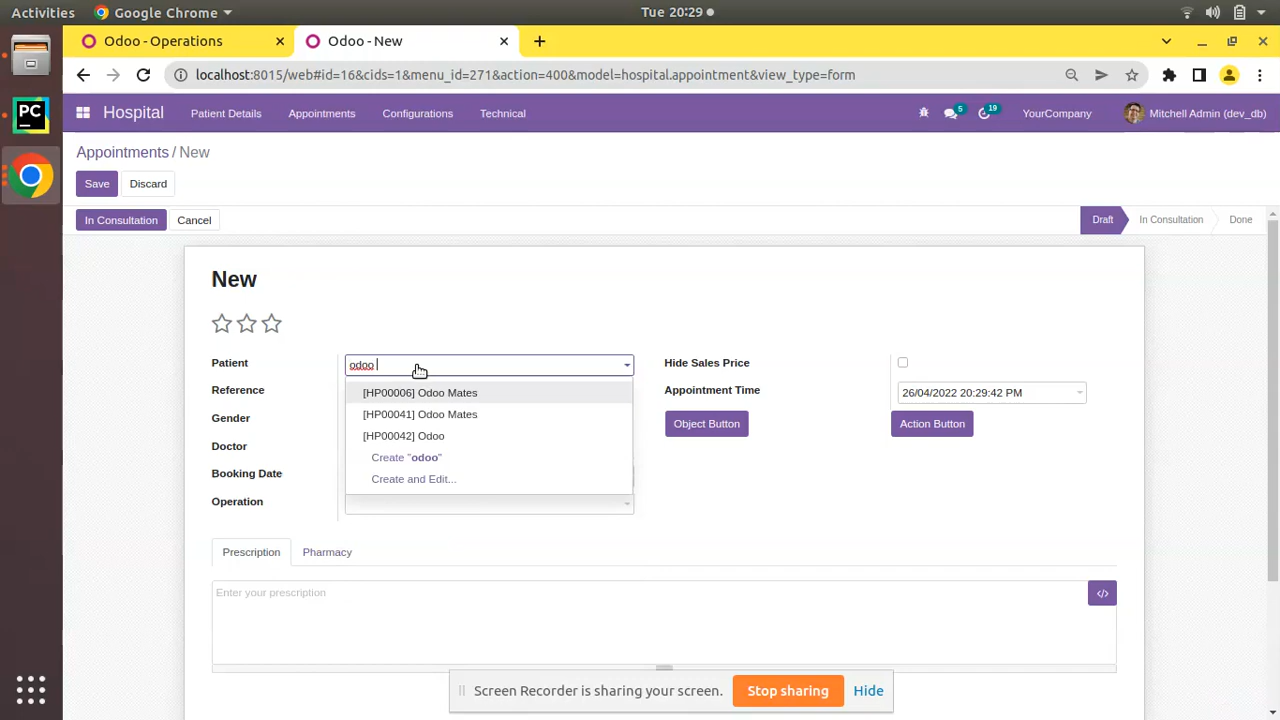 Activities Google Chrome Tue 20:29
Odoo - Operations Odoo - New
localhost:8015/web#id=16&cids=1&menu_id=271&action=400&model=hospital.appointment&view_type=form
PC Hospital Patient Details Appointments Configurations Technical 5 19 YourCompany Mitchell Admin (dev_db)
Appointments / New
Save Discard
In Consultation Cancel Draft In Consultation Done
New
Patient odoo Hide Sales Price
Reference Appointment Time 26/04/2022 20:29:42 PM
[HP00006] Odoo Mates
Gender [HP00041] Odoo Mates Object Button Action Button
Doctor [HP00042] Odoo
Create "odoo"
Booking Date Create and Edit...
Operation
Prescription Pharmacy
Enter your prescription </>
Screen Recorder is sharing your screen. Stop sharing Hide